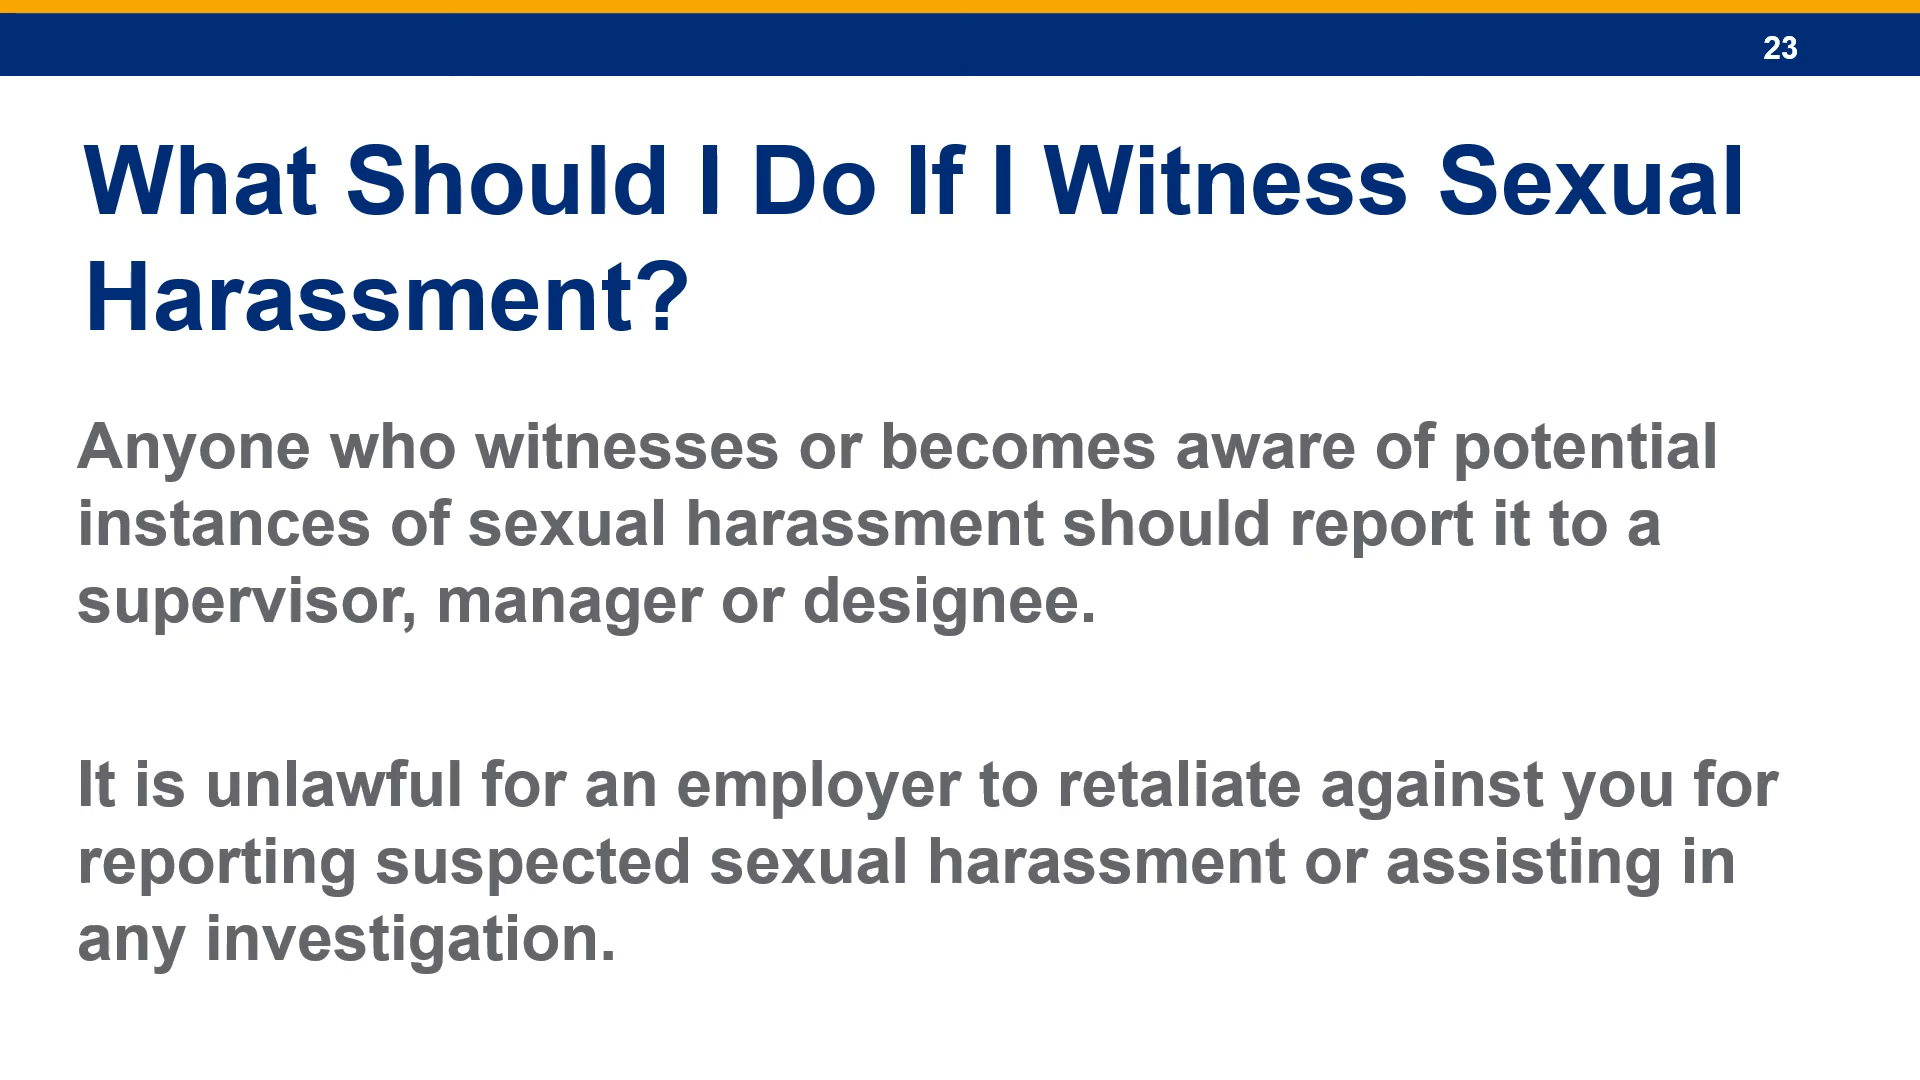 23
What Should I Do If I Witness Sexual
Harassment?
Anyone who witnesses or becomes aware of potential
instances of sexual harassment should report it to a
supervisor, manager or designee.
It is unlawful for an employer to retaliate against you for
reporting suspected sexual harassment or assisting in
any investigation.